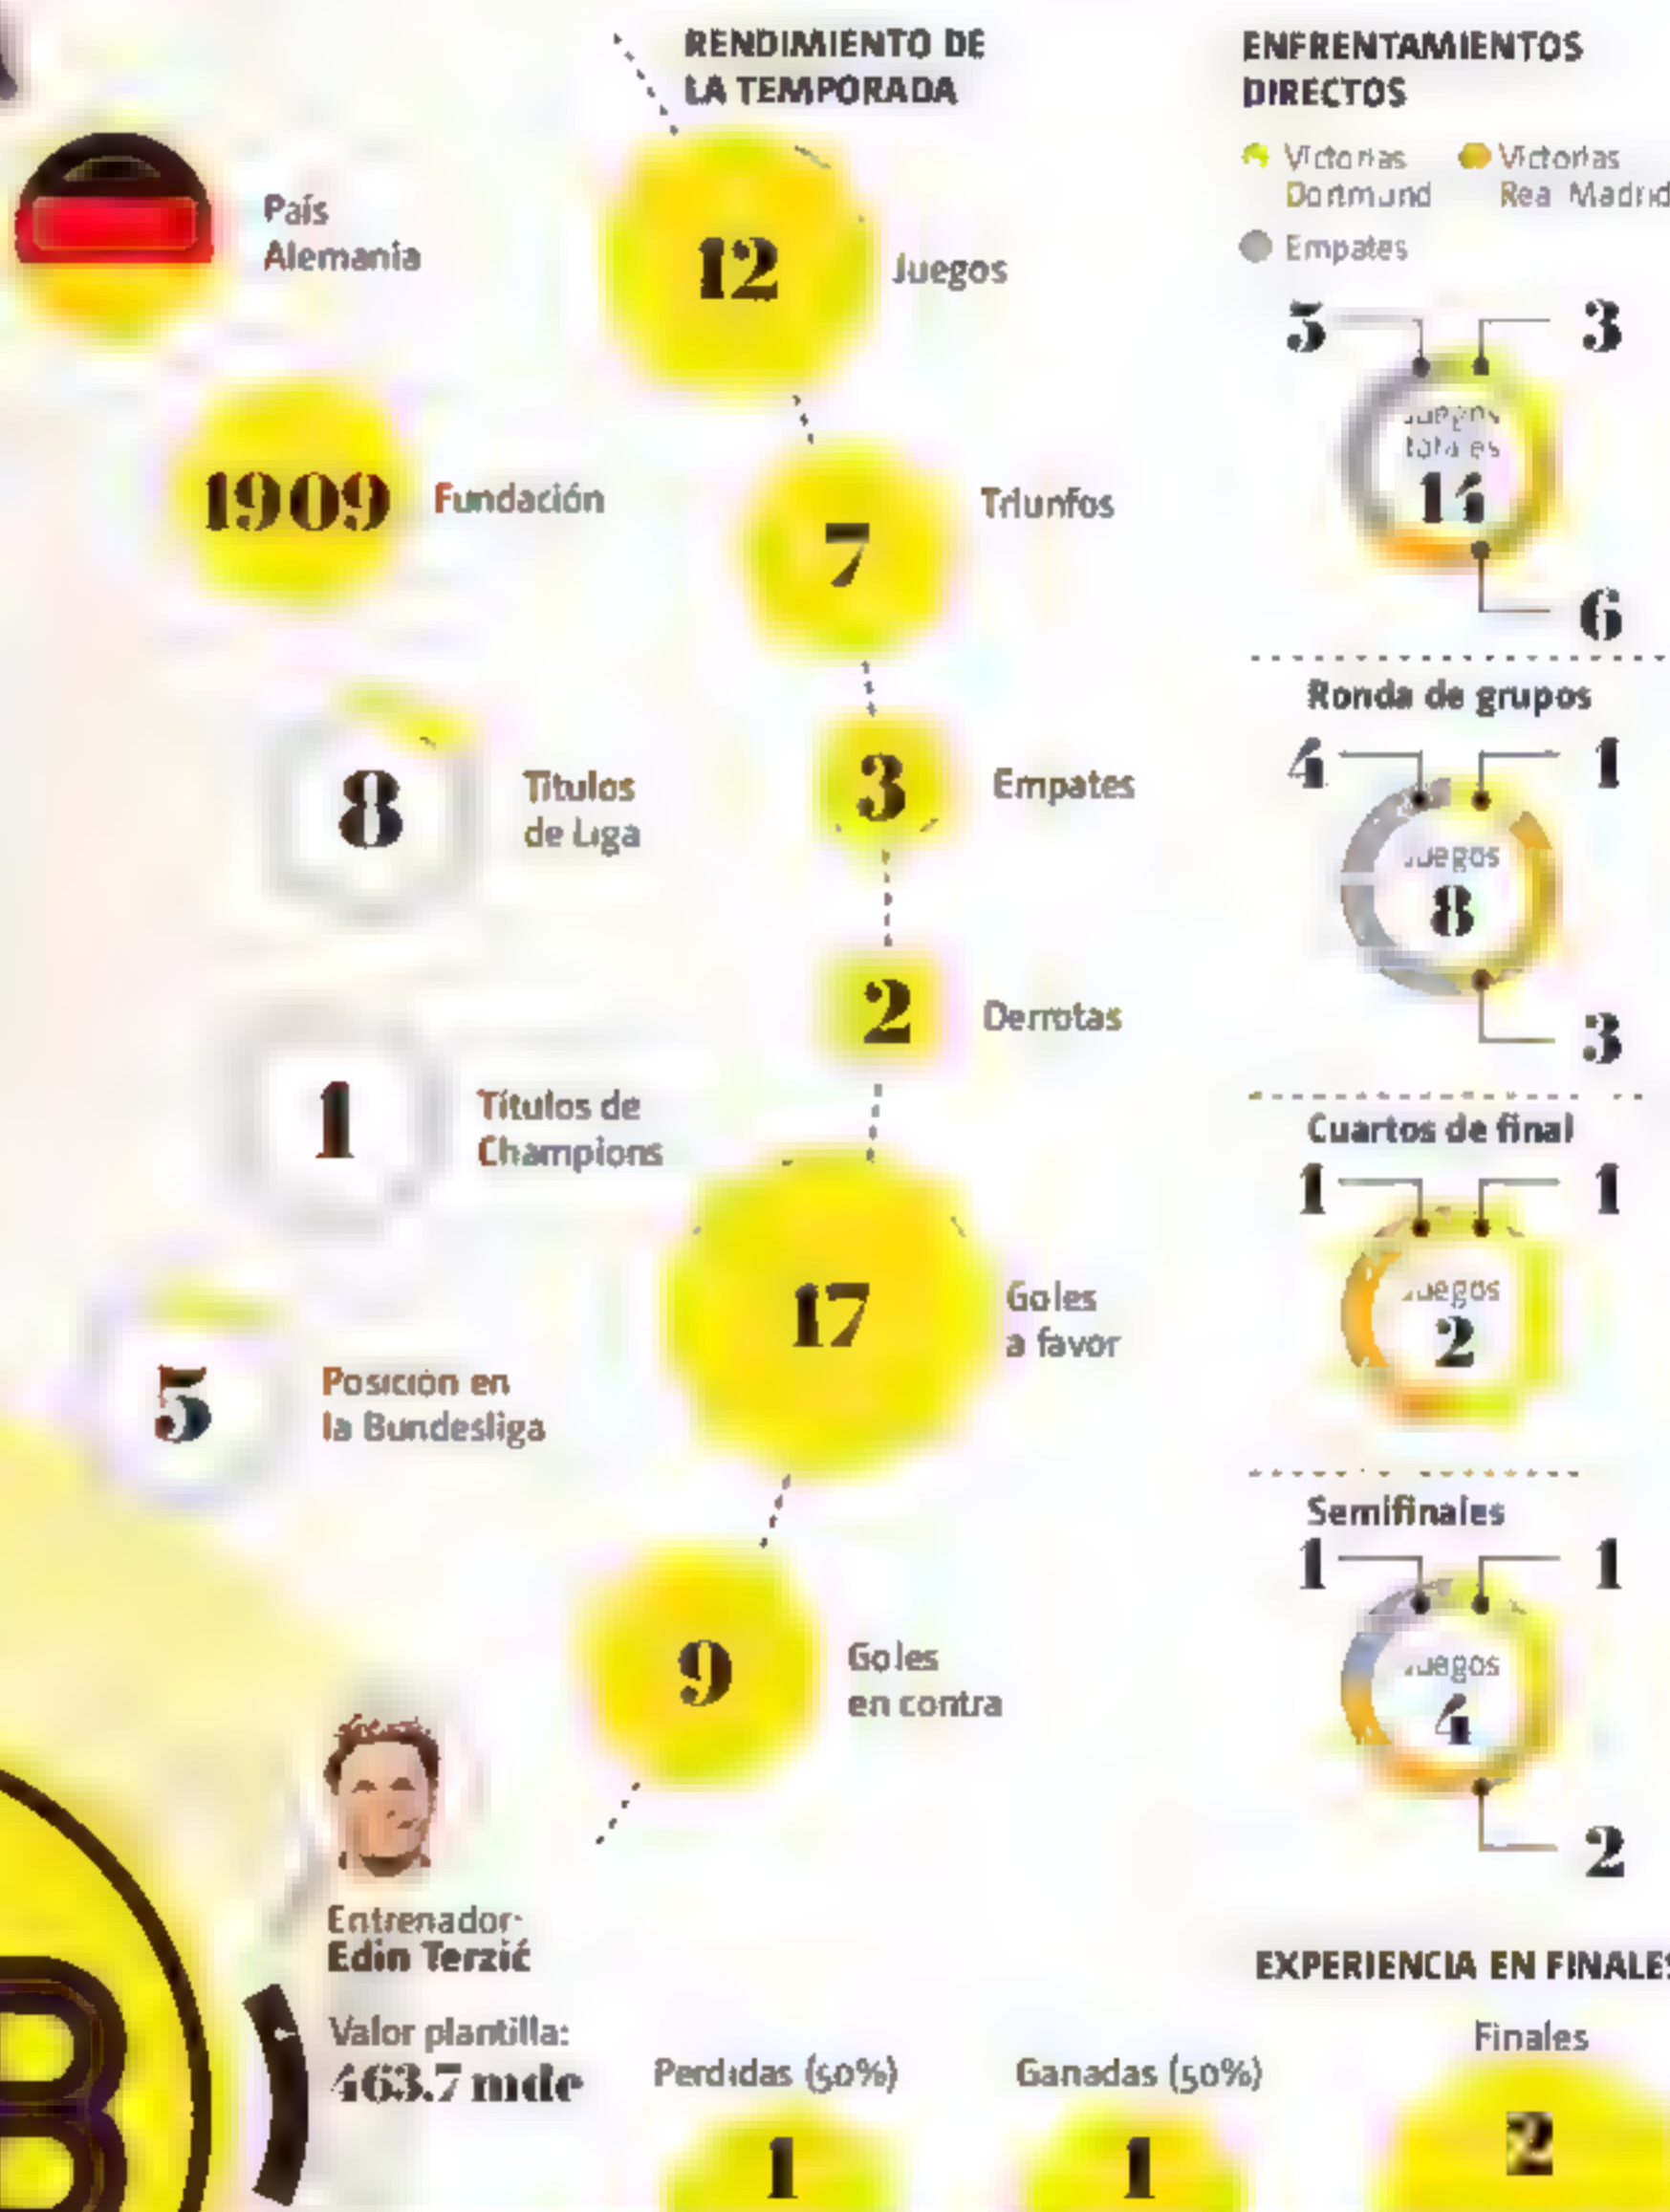 RENDIMIENTO DE
LA TEMPORADA
12
Juegos
7
Triunfos
3
Empates
2
Derrotas
17
Goles
a favor
9
Goles
en contra
País
Alemania
1909
Fundación
8
Títulos
de Liga
1
Títulos de
Champions
5
Posición en
la Bundesliga
Entrenador:
Edin Terzić
Valor plantilla:
463.7 mde
ENFRENTAMIENTOS
DIRECTOS
Victorias
Dortmund
Victorias
Real Madrid
Empates
5
3
Juegos
totales
14
6
Ronda de grupos
4
1
Juegos
8
3
Cuartos de final
1
1
Juegos
2
Semifinales
1
1
Juegos
4
2
EXPERIENCIA EN FINALES
Perdidas (50%)
1
Ganadas (50%)
1
Finales
2